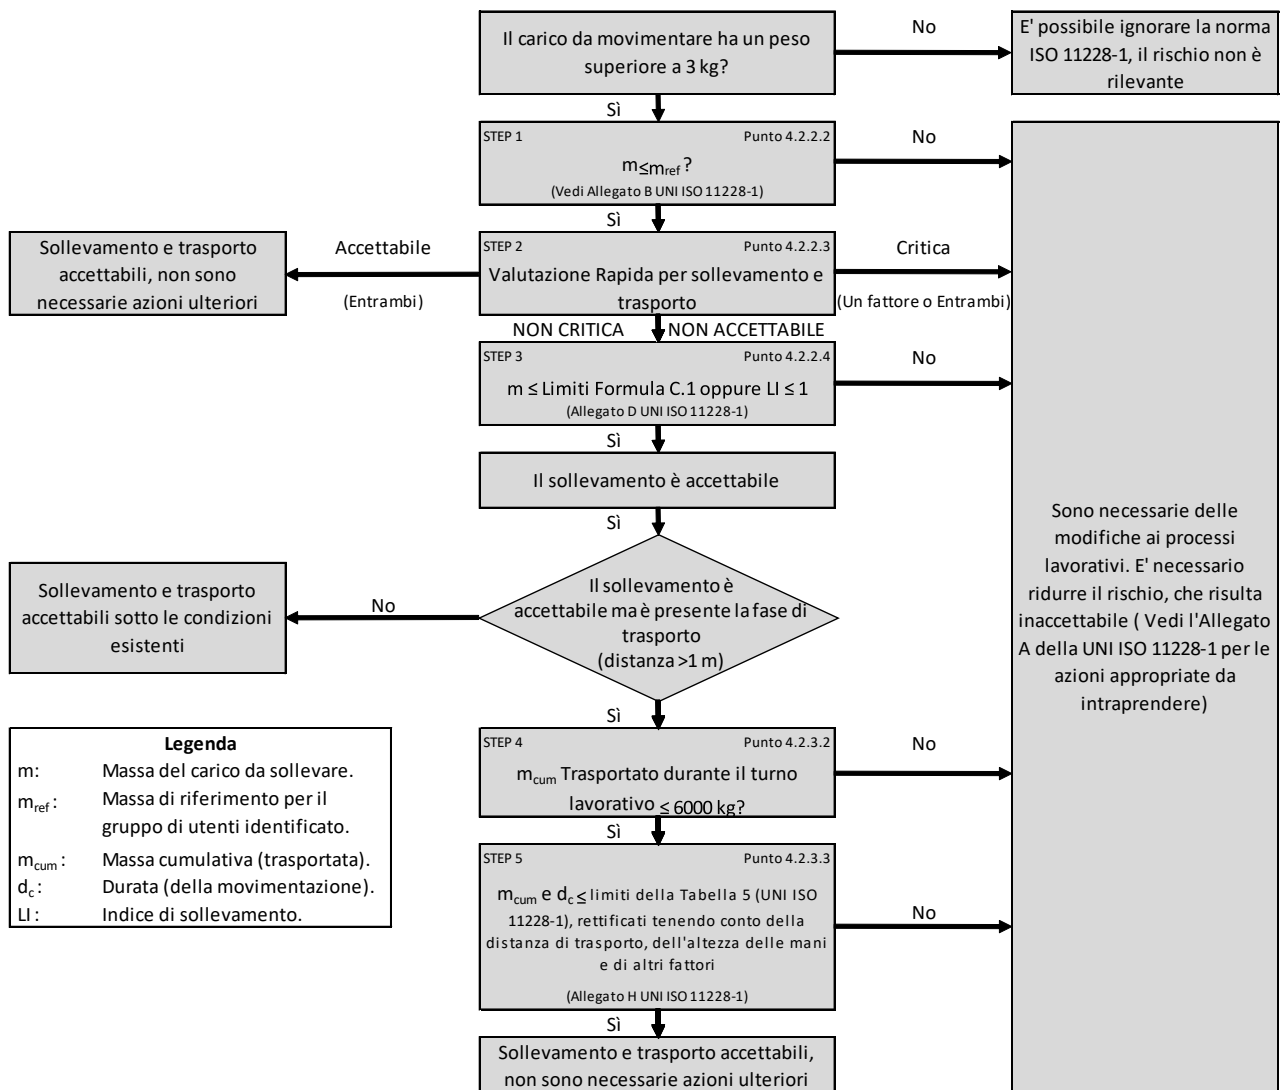 Il carico da movimentare ha un peso
superiore a 3 kg?
No
E' possibile ignorare la norma
ISO 11228-1, il rischio non è
rilevante
Sì
STEP 1 Punto 4.2.2.2
m≤mref ?
(Vedi Allegato B UNI ISO 11228-1)
No
Sì
Sollevamento e trasporto
accettabili, non sono
necessarie azioni ulteriori
Accettabile
(Entrambi)
STEP 2 Punto 4.2.2.3
Valutazione Rapida per sollevamento e
trasporto
Critica
(Un fattore o Entrambi)
NON CRITICA NON ACCETTABILE
STEP 3 Punto 4.2.2.4
m ≤ Limiti Formula C.1 oppure LI ≤ 1
(Allegato D UNI ISO 11228-1)
No
Sì
Il sollevamento è accettabile
Sì
Il sollevamento è
accettabile ma è presente la fase di
trasporto
(distanza >1 m)
No
Sollevamento e trasporto
accettabili sotto le condizioni
esistenti
Sono necessarie delle
modifiche ai processi
lavorativi. E' necessario
ridurre il rischio, che risulta
inaccettabile ( Vedi l'Allegato
A della UNI ISO 11228-1 per le
azioni appropriate da
intraprendere)
Sì
STEP 4 Punto 4.2.3.2
mcum Trasportato durante il turno
lavorativo ≤ 6000 kg?
No
Sì
STEP 5 Punto 4.2.3.3
mcum e dc ≤ limiti della Tabella 5 (UNI ISO
11228-1), rettificati tenendo conto della
distanza di trasporto, dell'altezza delle mani
e di altri fattori
(Allegato H UNI ISO 11228-1)
No
Sì
Sollevamento e trasporto accettabili,
non sono necessarie azioni ulteriori
Legenda
m: Massa del carico da sollevare.
mref : Massa di riferimento per il
gruppo di utenti identificato.
mcum : Massa cumulativa (trasportata).
dc : Durata (della movimentazione).
LI : Indice di sollevamento.